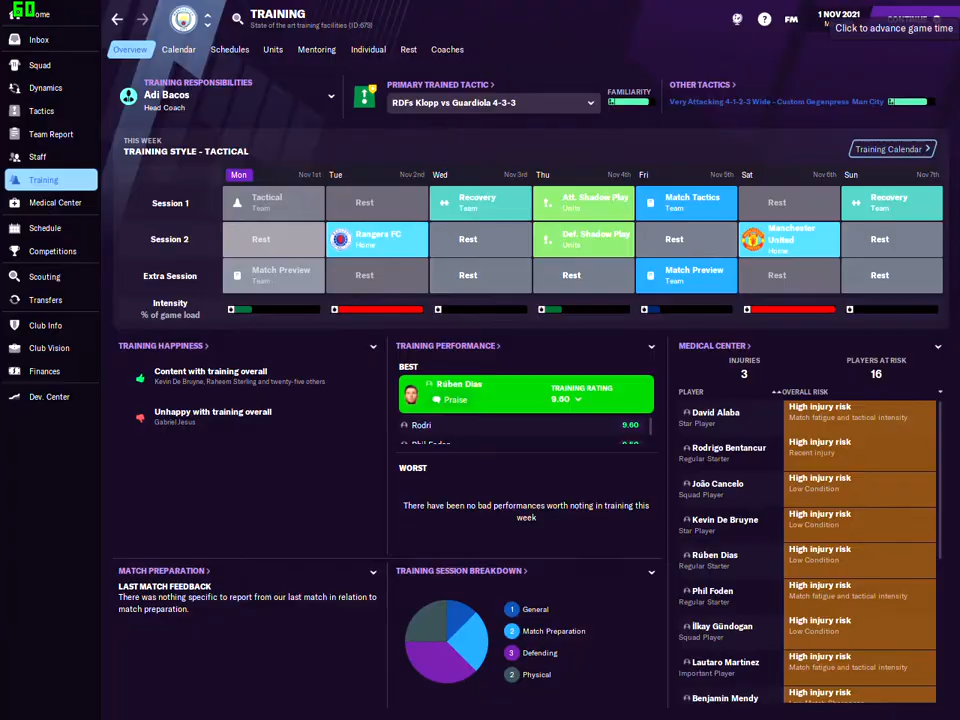 60
ome
TRAINING
State of the art training facilities (ID:679)
FM
1 NOV 2021
CONTINUE
Click to advance game time
Inbox
Squad
Dynamics
Tactics
Team Report
Staff
Training
Medical Center
Schedule
Competitions
Scouting
Transfers
Club Info
Club Vision
Finances
Dev. Center
Overview
Calendar
Schedules
Units
Mentoring
Individual
Rest
Coaches
TRAINING RESPONSIBILITIES
Adi Bacos
Head Coach
PRIMARY TRAINED TACTIC
RDFs Klopp vs Guardiola 4-3-3
FAMILIARITY
OTHER TACTICS
Very Attacking 4-1-2-3 Wide - Custom Gegenpress Man City
THIS WEEK
TRAINING STYLE - TACTICAL
Training Calendar
Mon Nov 1st Tue Nov 2nd Wed Nov 3rd Thu Nov 4th Fri Nov 5th Sat Nov 6th Sun Nov 7th
Session 1
Tactical
Team
Rest
Recovery
Team
Att. Shadow Play
Units
Match Tactics
Team
Rest
Recovery
Team
Session 2
Rest
Rangers FC
Home
Rest
Def. Shadow Play
Units
Rest
Manchester
United
Home
Rest
Extra Session
Match Preview
Team
Rest
Rest
Rest
Match Preview
Team
Rest
Rest
Intensity
% of game load
TRAINING HAPPINESS
Content with training overall
Kevin De Bruyne, Raheem Sterling and twenty-five others
Unhappy with training overall
Gabriel Jesus
TRAINING PERFORMANCE
BEST
Rúben Dias
Praise
TRAINING RATING
9.60
Rodri 9.60
Phil Foden
WORST
There have been no bad performances worth noting in training this
week
MEDICAL CENTER
INJURIES
3
PLAYERS AT RISK
16
PLAYER OVERALL RISK
David Alaba
Star Player
High injury risk
Match fatigue and tactical intensity
Rodrigo Bentancur
Regular Starter
High injury risk
Recent injury
João Cancelo
Squad Player
High injury risk
Low Condition
Kevin De Bruyne
Star Player
High injury risk
Low Condition
Rúben Dias
Regular Starter
High injury risk
Low Condition
Phil Foden
Regular Starter
High injury risk
Match fatigue and tactical intensity
İlkay Gündogan
Squad Player
High injury risk
Low Condition
Lautaro Martínez
Important Player
High injury risk
Match fatigue and tactical intensity
Benjamin Mendy
High injury risk
MATCH PREPARATION
LAST MATCH FEEDBACK
There was nothing specific to report from our last match in relation to
match preparation.
TRAINING SESSION BREAKDOWN
1 General
2 Match Preparation
3 Defending
2 Physical